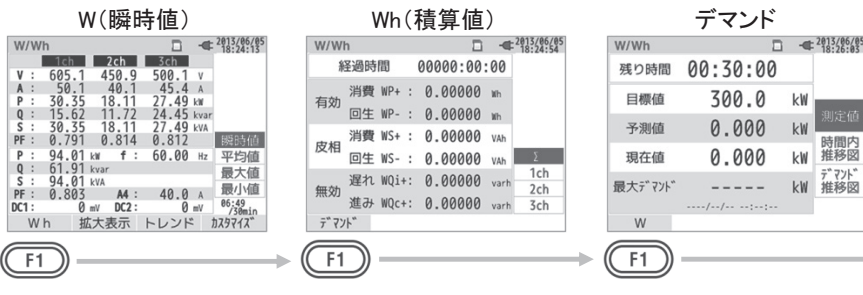 W(瞬時値)
W/Wh 2013/06/05 18:24:13
1ch 2ch 3ch
V : 605.1 450.9 500.1 V
A : 50.1 40.1 45.4 A
P : 30.35 18.11 27.49 kW
Q : 15.62 11.72 24.45 kvar
S : 30.35 18.11 27.49 kVA
PF : 0.791 0.814 0.812
P : 94.01 kW f : 60.00 Hz
Q : 61.91 kvar
S : 94.01 kVA
PF : 0.803 A4 : 40.0 A
DC1: 0 mV DC2: 0 mV
瞬時値
平均値
最大値
最小値
06:49
/30min
Wh 拡大表示 トレンド カスタマイズ
F1
Wh(積算値)
W/Wh 2013/06/05 18:24:54
経過時間 00000:00:00
有効 消費 WP+ : 0.00000 Wh
回生 WP- : 0.00000 Wh
皮相 消費 WS+ : 0.00000 VAh
回生 WS- : 0.00000 VAh
無効 遅れ WQi+: 0.00000 varh
進み WQc+: 0.00000 varh
Σ
1ch
2ch
3ch
デマンド
F1
デマンド
W/Wh 2013/06/05 18:26:03
残り時間 00:30:00
目標値 300.0 kW
予測値 0.000 kW
現在値 0.000 kW
最大デマンド ----- kW
----/--/-- --:--:--
測定値
時間内
推移図
デマンド
推移図
W
F1